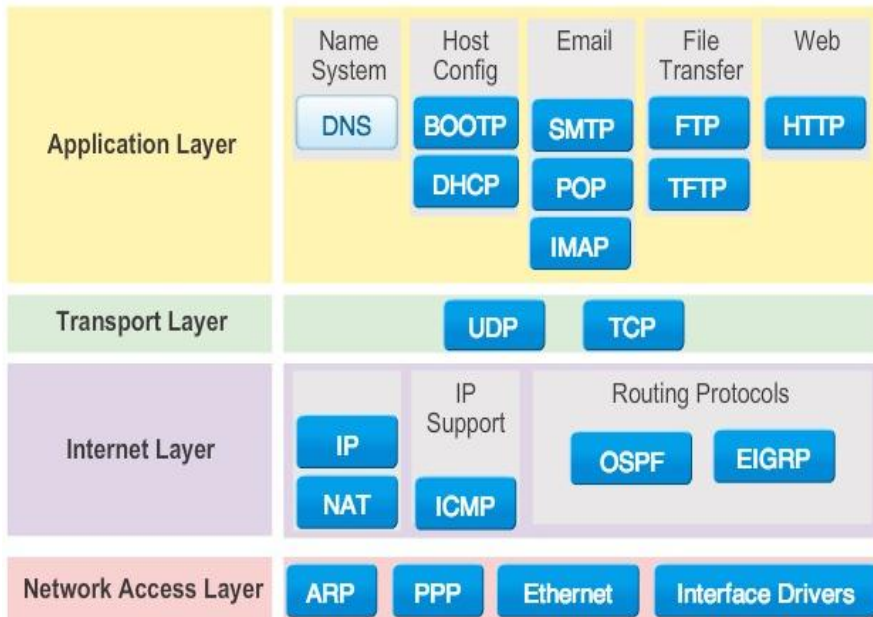 Application Layer
Name System
Host Config
Email
File Transfer
Web
DNS
BOOTP
SMTP
FTP
HTTP
DHCP
POP
TFTP
IMAP
Transport Layer
UDP
TCP
Internet Layer
IP Support
Routing Protocols
IP
OSPF
EIGRP
NAT
ICMP
Network Access Layer
ARP
PPP
Ethernet
Interface Drivers